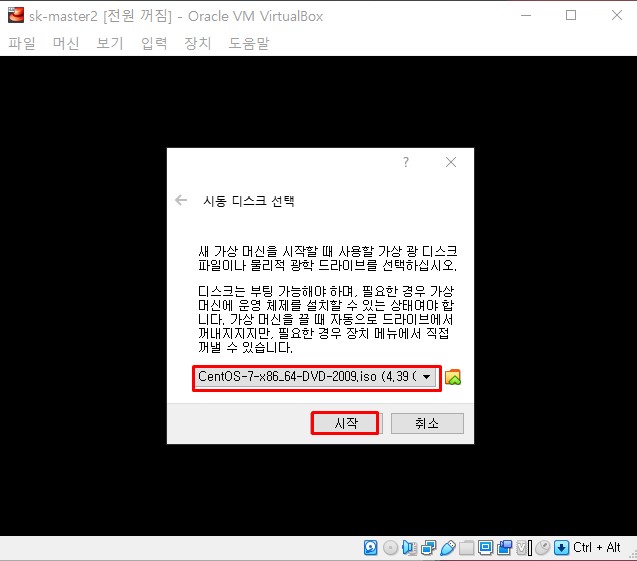 sk-master2 [전원 꺼짐] - Oracle VM VirtualBox
파일 머신 보기 입력 장치 도움말
?
시동 디스크 선택
새 가상 머신을 시작할 때 사용할 가상 광 디스크
파일이나 물리적 광학 드라이브를 선택하십시오.
디스크는 부팅 가능해야 하며, 필요한 경우 가상
머신에 운영 체제를 설치할 수 있는 상태여야 합
니다. 가상 머신을 끌 때 자동으로 드라이브에서
꺼내지지지만, 필요한 경우 장치 메뉴에서 직접
꺼낼 수 있습니다.
CentOS-7-x86_64-DVD-2009.iso (4.39 (
시작 취소
Ctrl + Alt